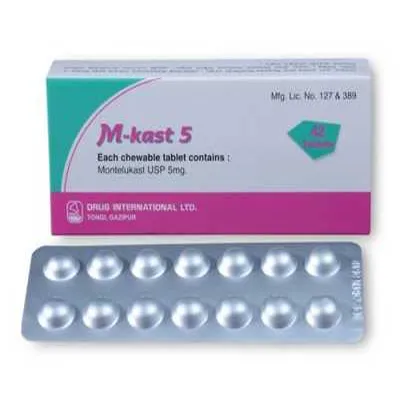 Mfg. Lic. No. 127 & 389
M-kast 5
42
Tablets
Each chewable tablet contains :
Montelukast USP 5mg.
DRUG INTERNATIONAL LTD.
TONGI, GAZIPUR